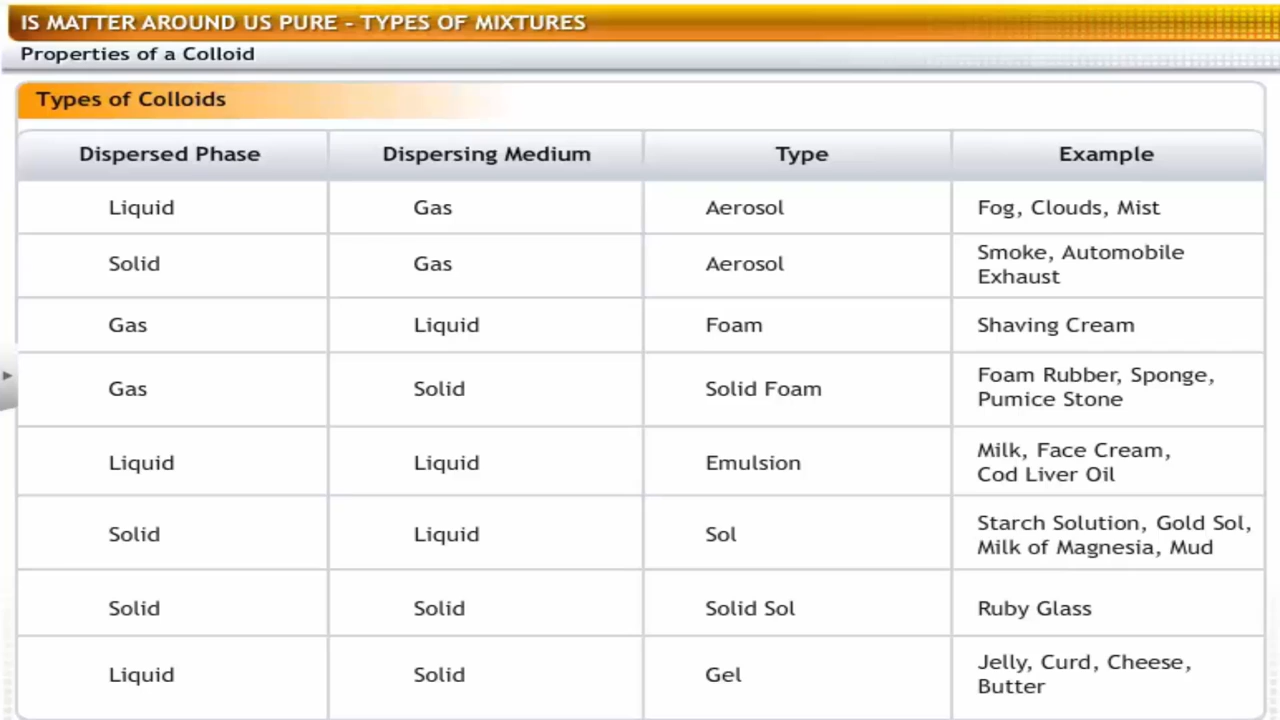 IS MATTER AROUND US PURE - TYPES OF MIXTURES
Properties of a Colloid
Types of Colloids
Dispersed Phase Dispersing Medium Type Example
Liquid Gas Aerosol Fog, Clouds, Mist
Solid Gas Aerosol Smoke, Automobile
Exhaust
Gas Liquid Foam Shaving Cream
Gas Solid Solid Foam Foam Rubber, Sponge,
Pumice Stone
Liquid Liquid Emulsion Milk, Face Cream,
Cod Liver Oil
Solid Liquid Sol Starch Solution, Gold Sol,
Milk of Magnesia, Mud
Solid Solid Solid Sol Ruby Glass
Liquid Solid Gel Jelly, Curd, Cheese,
Butter